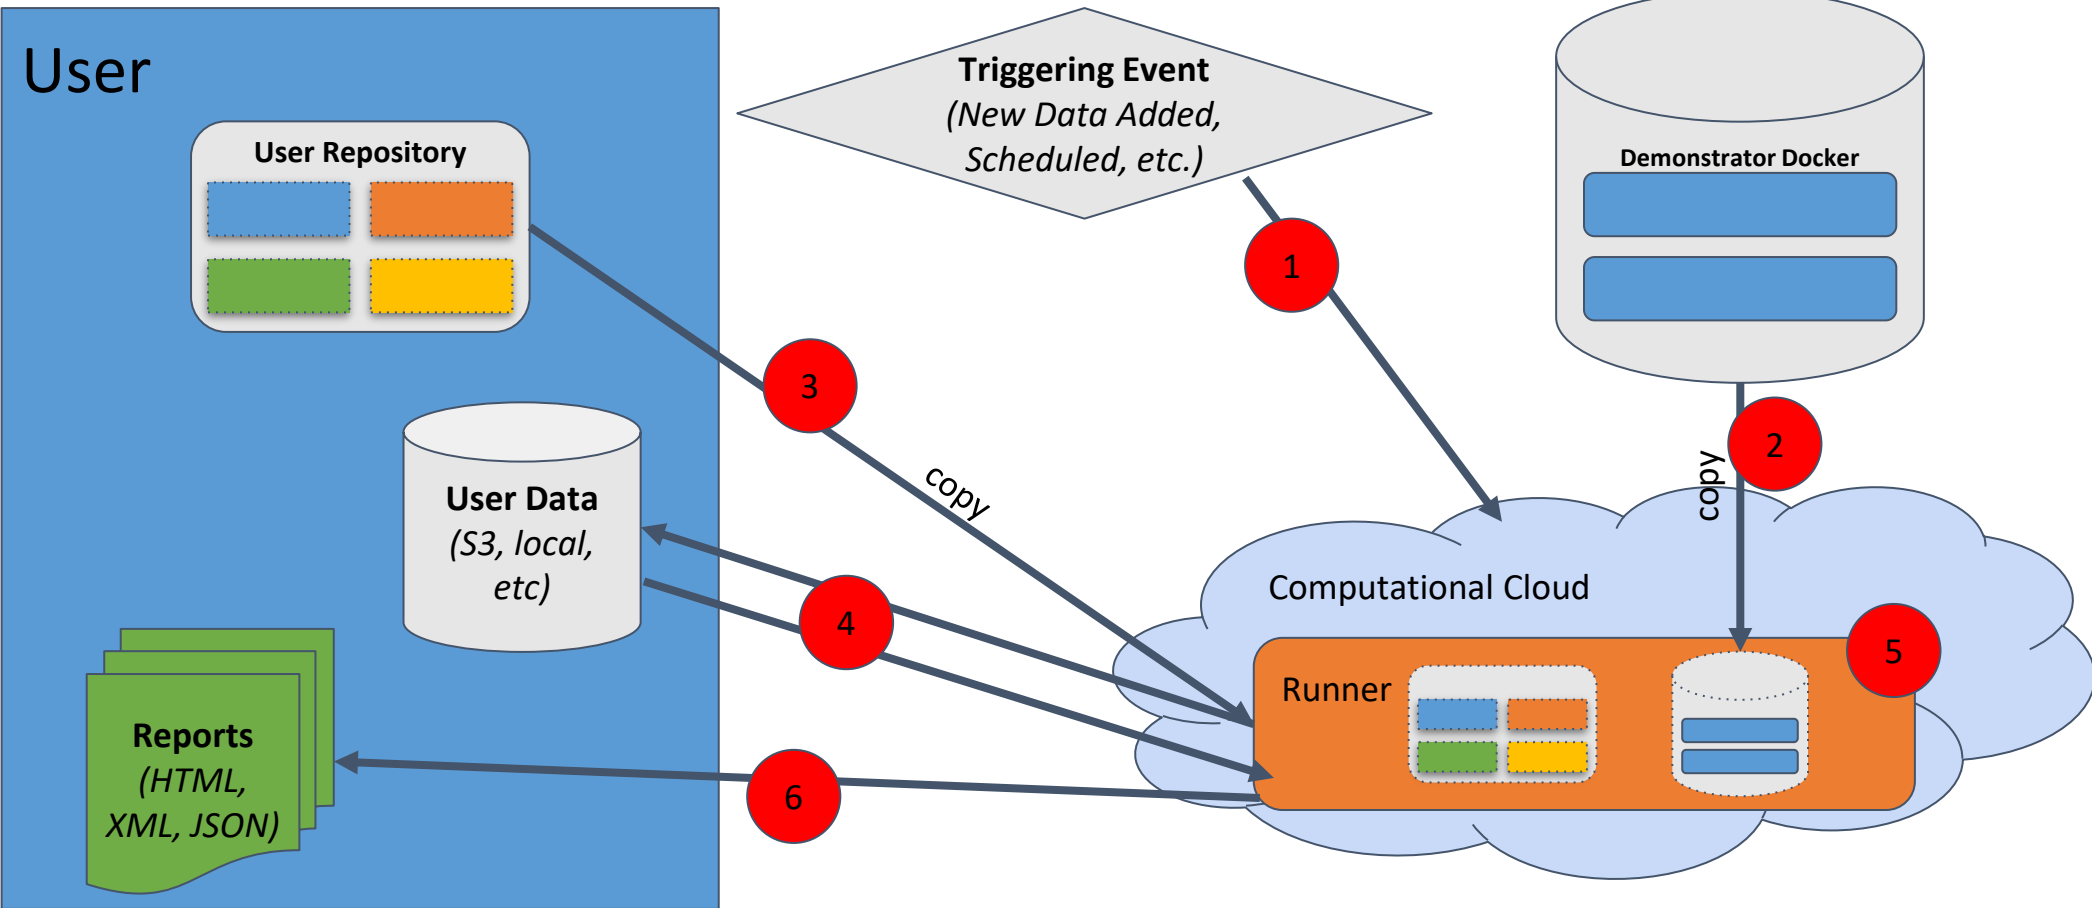 User
User Repository
User Data
(S3, local,
etc)
Reports
(HTML,
XML, JSON)
Triggering Event
(New Data Added,
Scheduled, etc.)
Demonstrator Docker
1
2
copy
3
copy
4
Computational Cloud
Runner
5
6